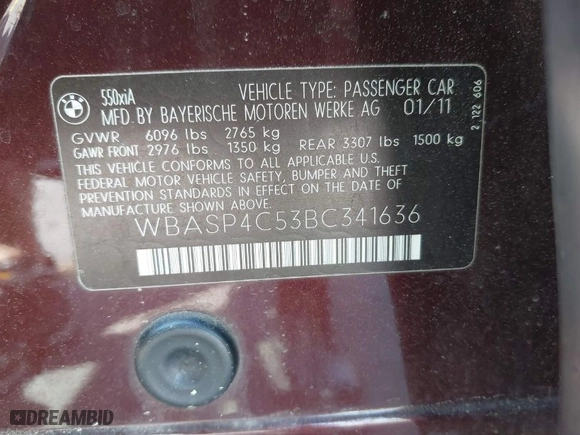 BMW
550xiA
VEHICLE TYPE: PASSENGER CAR
MFD. BY BAYERISCHE MOTOREN WERKE AG 01/11
GVWR 6096 lbs 2765 kg
GAWR FRONT 2976 lbs 1350 kg REAR 3307 lbs 1500 kg
THIS VEHICLE CONFORMS TO ALL APPLICABLE U.S.
FEDERAL MOTOR VEHICLE SAFETY, BUMPER AND THEFT
PREVENTION STANDARDS IN EFFECT ON THE DATE OF
MANUFACTURE SHOWN ABOVE.
WBASP4C53BC341636
2 122 606
DREAMBID